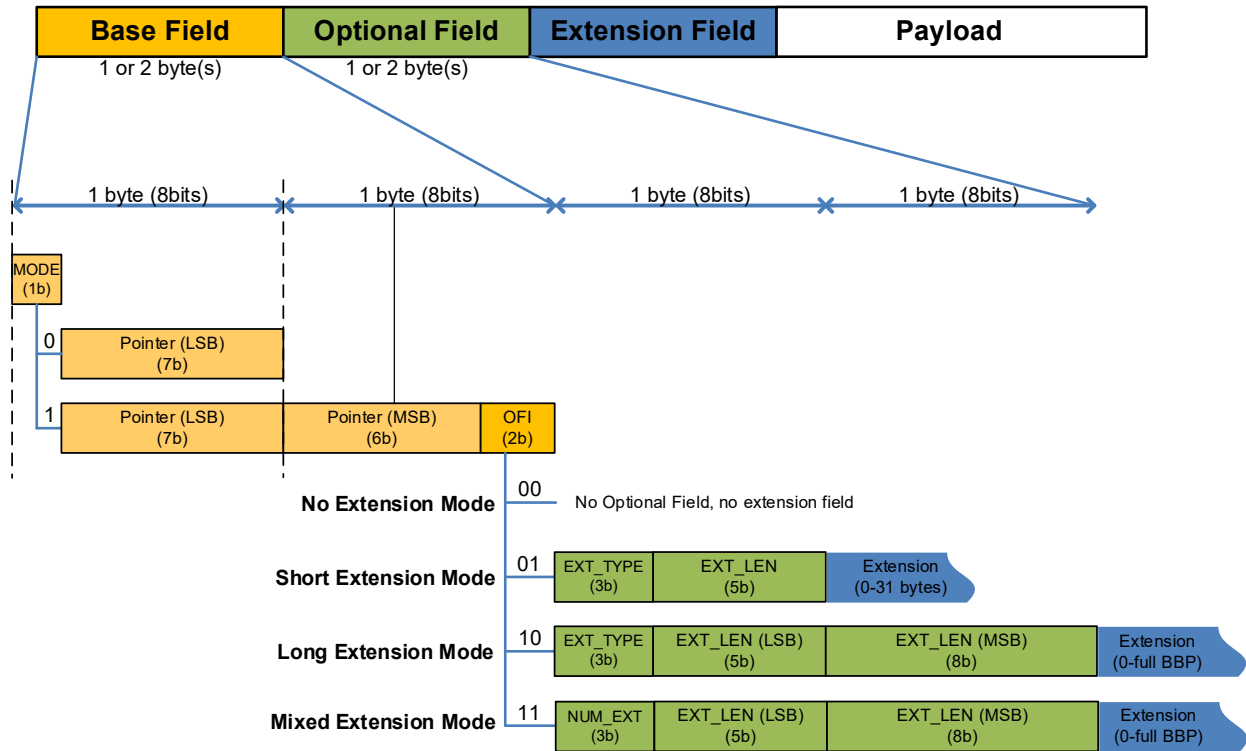 Base Field
Optional Field
Extension Field
Payload
1 or 2 byte(s)
1 or 2 byte(s)
1 byte (8bits)
1 byte (8bits)
1 byte (8bits)
1 byte (8bits)
MODE
(1b)
0
Pointer (LSB)
(7b)
1
Pointer (LSB)
(7b)
Pointer (MSB)
(6b)
OFI
(2b)
No Extension Mode
00
No Optional Field, no extension field
Short Extension Mode
01
EXT_TYPE
(3b)
EXT_LEN
(5b)
Extension
(0-31 bytes)
Long Extension Mode
10
EXT_TYPE
(3b)
EXT_LEN (LSB)
(5b)
EXT_LEN (MSB)
(8b)
Extension
(0-full BBP)
Mixed Extension Mode
11
NUM_EXT
(3b)
EXT_LEN (LSB)
(5b)
EXT_LEN (MSB)
(8b)
Extension
(0-full BBP)